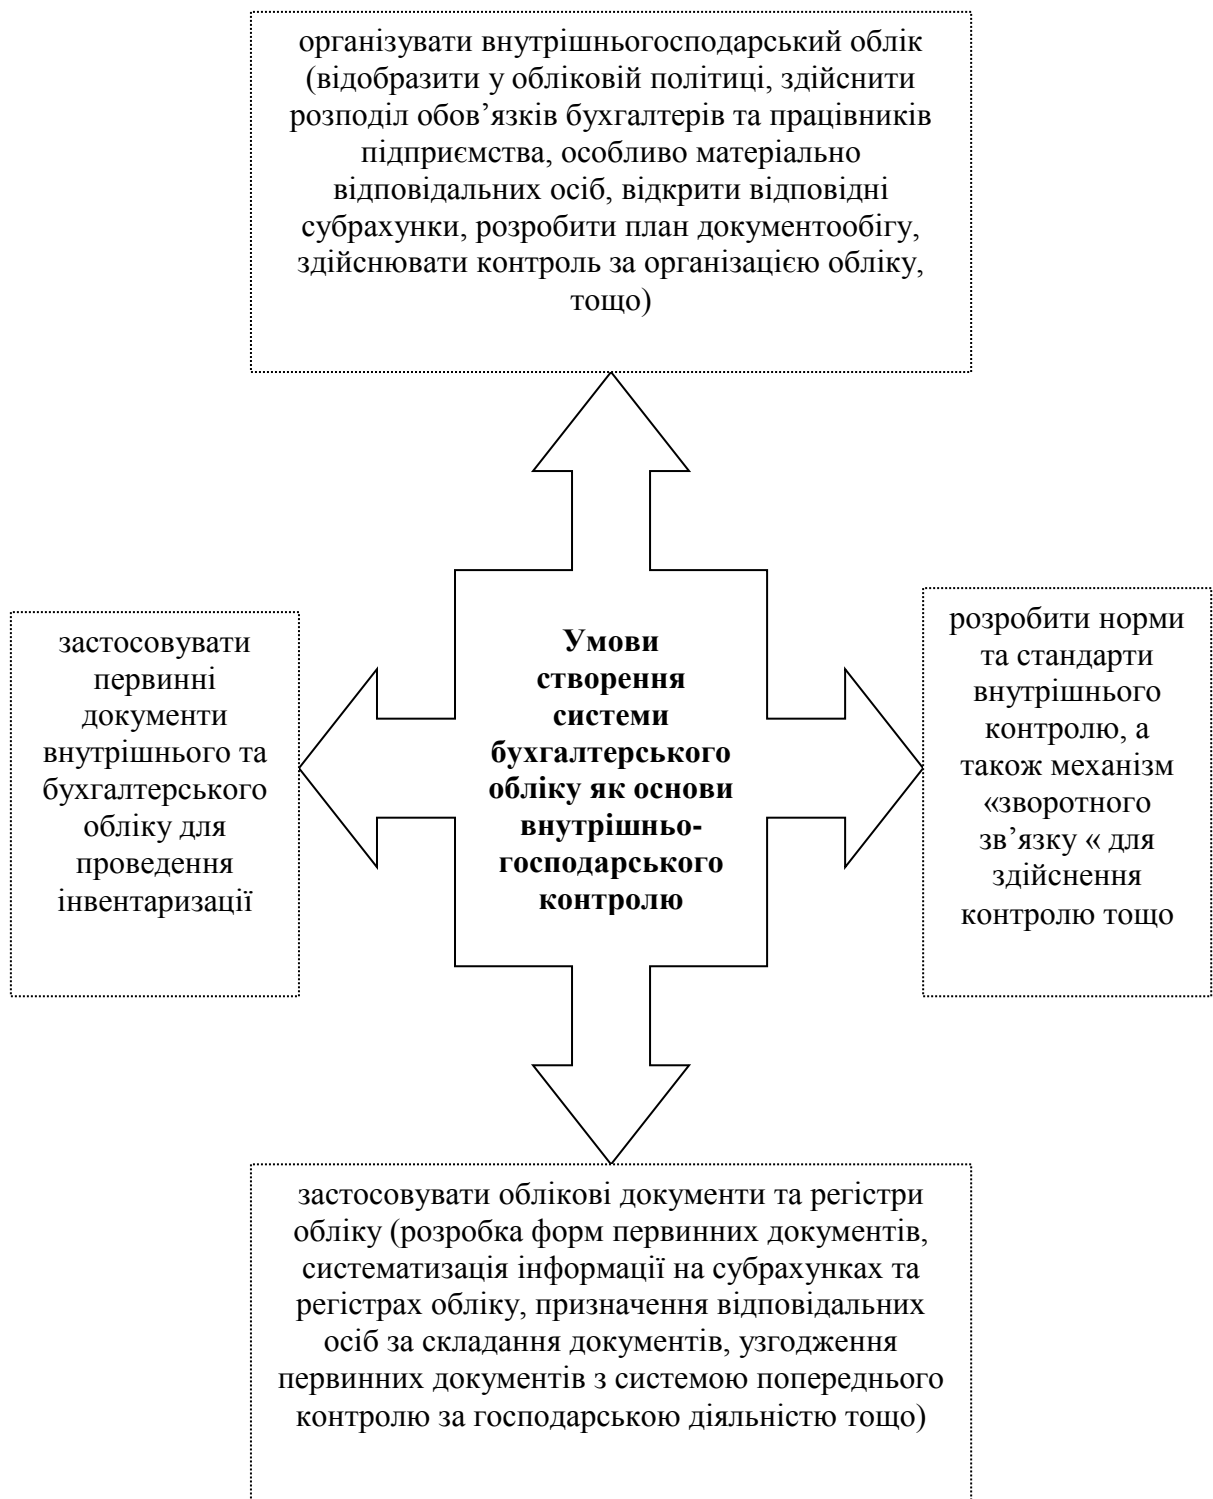 організувати внутрішньогосподарський облік
(відобразити у обліковій політиці, здійснити
розподіл обов’язків бухгалтерів та працівників
підприємства, особливо матеріально
відповідальних осіб, відкрити відповідні
субрахунки, розробити план документообігу,
здійснювати контроль за організацією обліку,
тощо)
застосовувати
первинні
документи
внутрішнього та
бухгалтерського
обліку для
проведення
інвентаризації
Умови
створення
системи
бухгалтерського
обліку як основи
внутрішньо-
господарського
контролю
розробити норми
та стандарти
внутрішнього
контролю, а
також механізм
«зворотного
зв’язку « для
здійснення
контролю тощо
застосовувати облікові документи та регістри
обліку (розробка форм первинних документів,
систематизація інформації на субрахунках та
регістрах обліку, призначення відповідальних
осіб за складання документів, узгодження
первинних документів з системою попереднього
контролю за господарською діяльністю тощо)